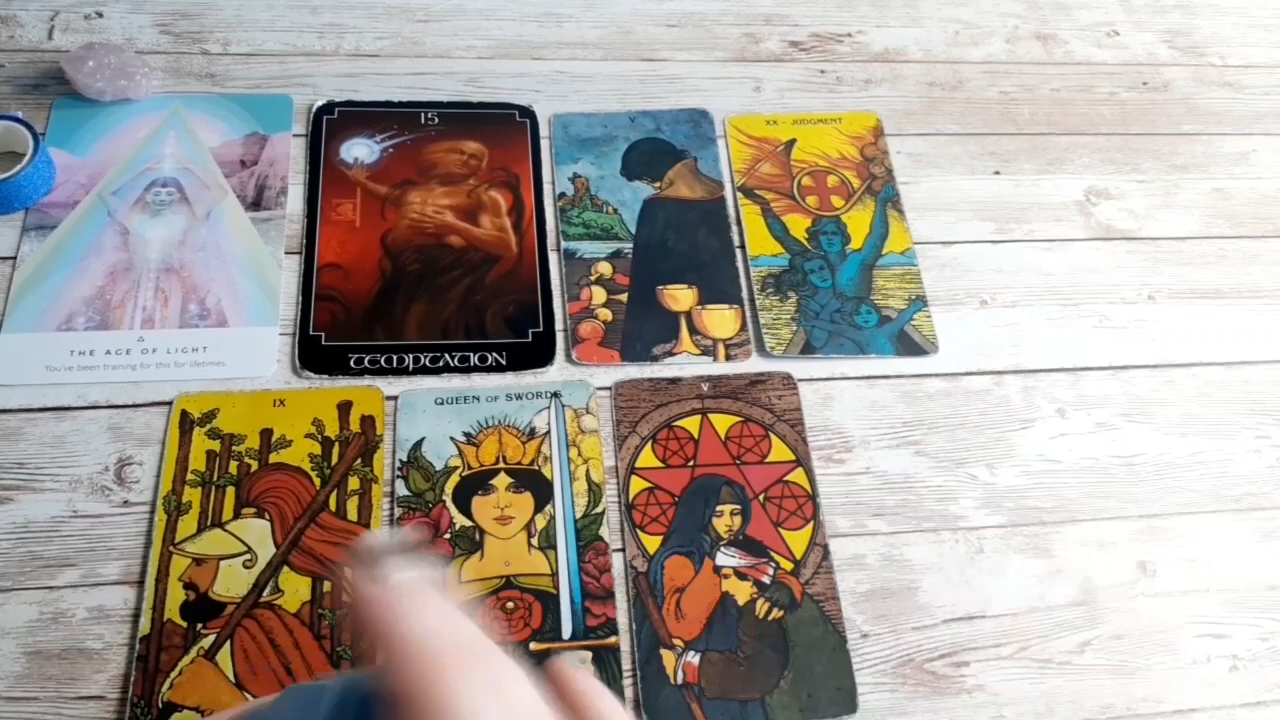 THE AGE OF LIGHT
You've been training for this for lifetimes.
15
TEMPTATION
V
XX - JUDGMENT
IX
QUEEN OF SWORDS
V